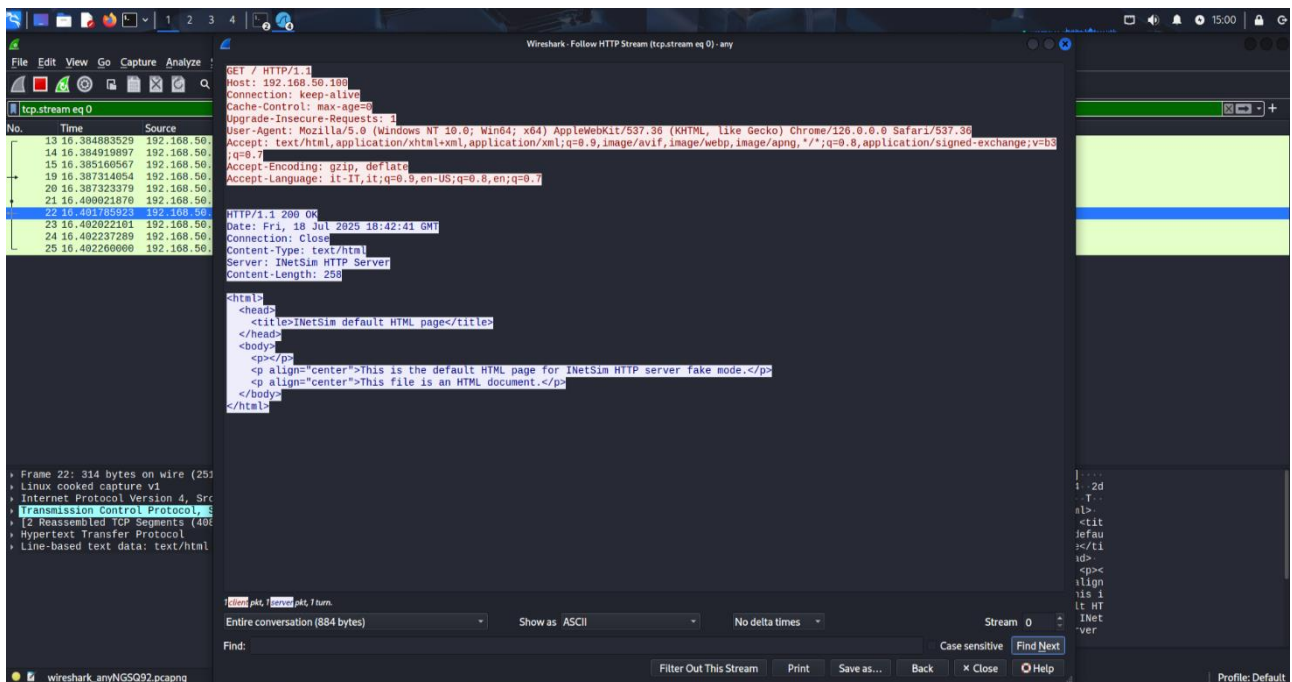 1 2 3 4
15:00
Wireshark · Follow HTTP Stream (tcp.stream eq 0) · any
File Edit View Go Capture Analyze
tcp.stream eq 0
No. Time Source
13 16.384883529 192.168.50.
14 16.384919897 192.168.50.
15 16.385160567 192.168.50.
19 16.387314054 192.168.50.
20 16.387323379 192.168.50.
21 16.400021870 192.168.50.
22 16.401785923 192.168.50.
23 16.402022101 192.168.50.
24 16.402237289 192.168.50.
25 16.402260000 192.168.50.
GET / HTTP/1.1
Host: 192.168.50.100
Connection: keep-alive
Cache-Control: max-age=0
Upgrade-Insecure-Requests: 1
User-Agent: Mozilla/5.0 (Windows NT 10.0; Win64; x64) AppleWebKit/537.36 (KHTML, like Gecko) Chrome/126.0.0.0 Safari/537.36
Accept: text/html,application/xhtml+xml,application/xml;q=0.9,image/avif,image/webp,image/apng,*/*;q=0.8,application/signed-exchange;v=b3
;q=0.7
Accept-Encoding: gzip, deflate
Accept-Language: it-IT,it;q=0.9,en-US;q=0.8,en;q=0.7
HTTP/1.1 200 OK
Date: Fri, 18 Jul 2025 18:42:41 GMT
Connection: Close
Content-Type: text/html
Server: INetSim HTTP Server
Content-Length: 258
<html>
<head>
<title>INetSim default HTML page</title>
</head>
<body>
<p></p>
<p align="center">This is the default HTML page for INetSim HTTP server fake mode.</p>
<p align="center">This file is an HTML document.</p>
</body>
</html>
Frame 22: 314 bytes on wire (251
Linux cooked capture v1
Internet Protocol Version 4, Src
Transmission Control Protocol, S
[2 Reassembled TCP Segments (408
Hypertext Transfer Protocol
Line-based text data: text/html
2d
T
<tit
defau
e</ti
ad>
<p><
align
his i
lt HT
INet
rver
1 client pkt, 1 server pkt, 1 turn.
Entire conversation (884 bytes) Show as ASCII No delta times Stream 0
Find: Case sensitive Find Next
Filter Out This Stream Print Save as... Back × Close Help
wireshark_anyNGSQ92.pcapng Profile: Default